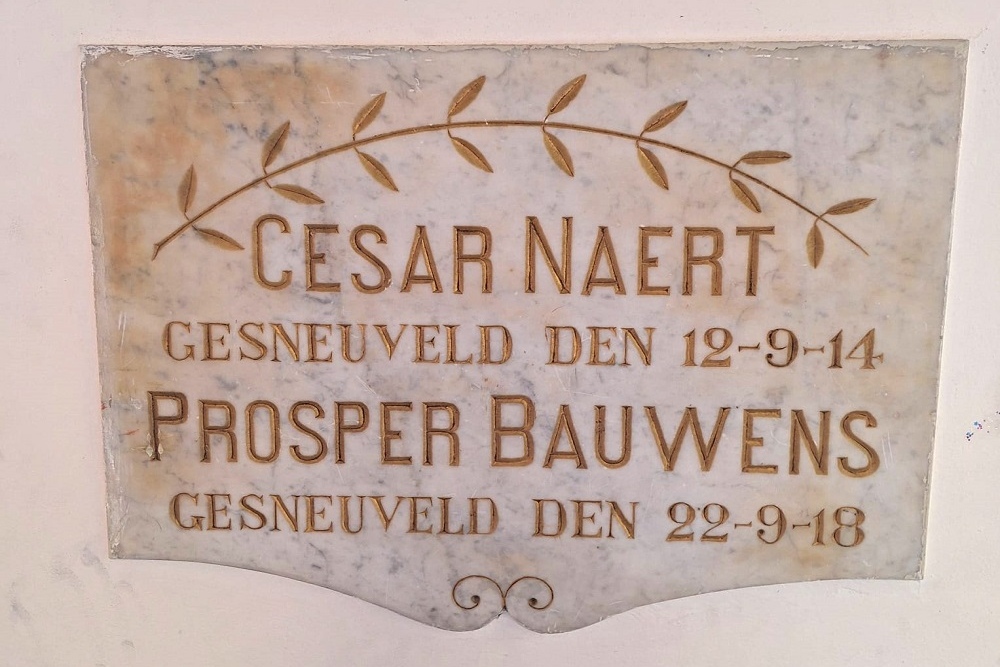 CESAR NAERT
GESNEUVELD DEN 12-9-14
PROSPER BAUWENS
GESNEUVELD DEN 22-9-18